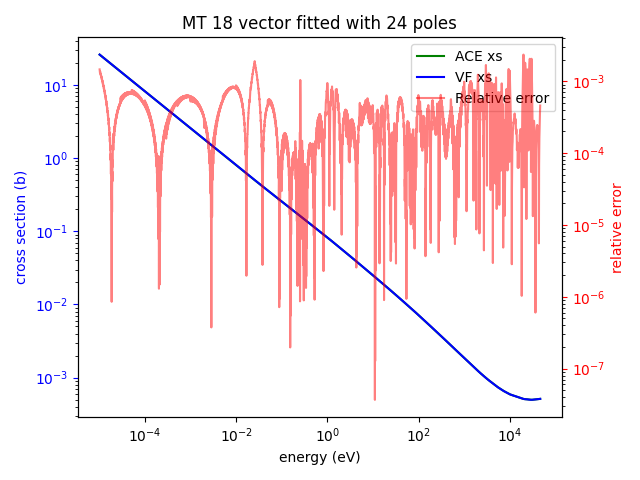 MT 18 vector fitted with 24 poles
ACE xs
VF xs
Relative error
cross section (b)
10^1
10^0
10^-1
10^-2
10^-3
10^-3
10^-4
10^-5
10^-6
10^-7
relative error
10^-4
10^-2
10^0
10^2
10^4
energy (eV)